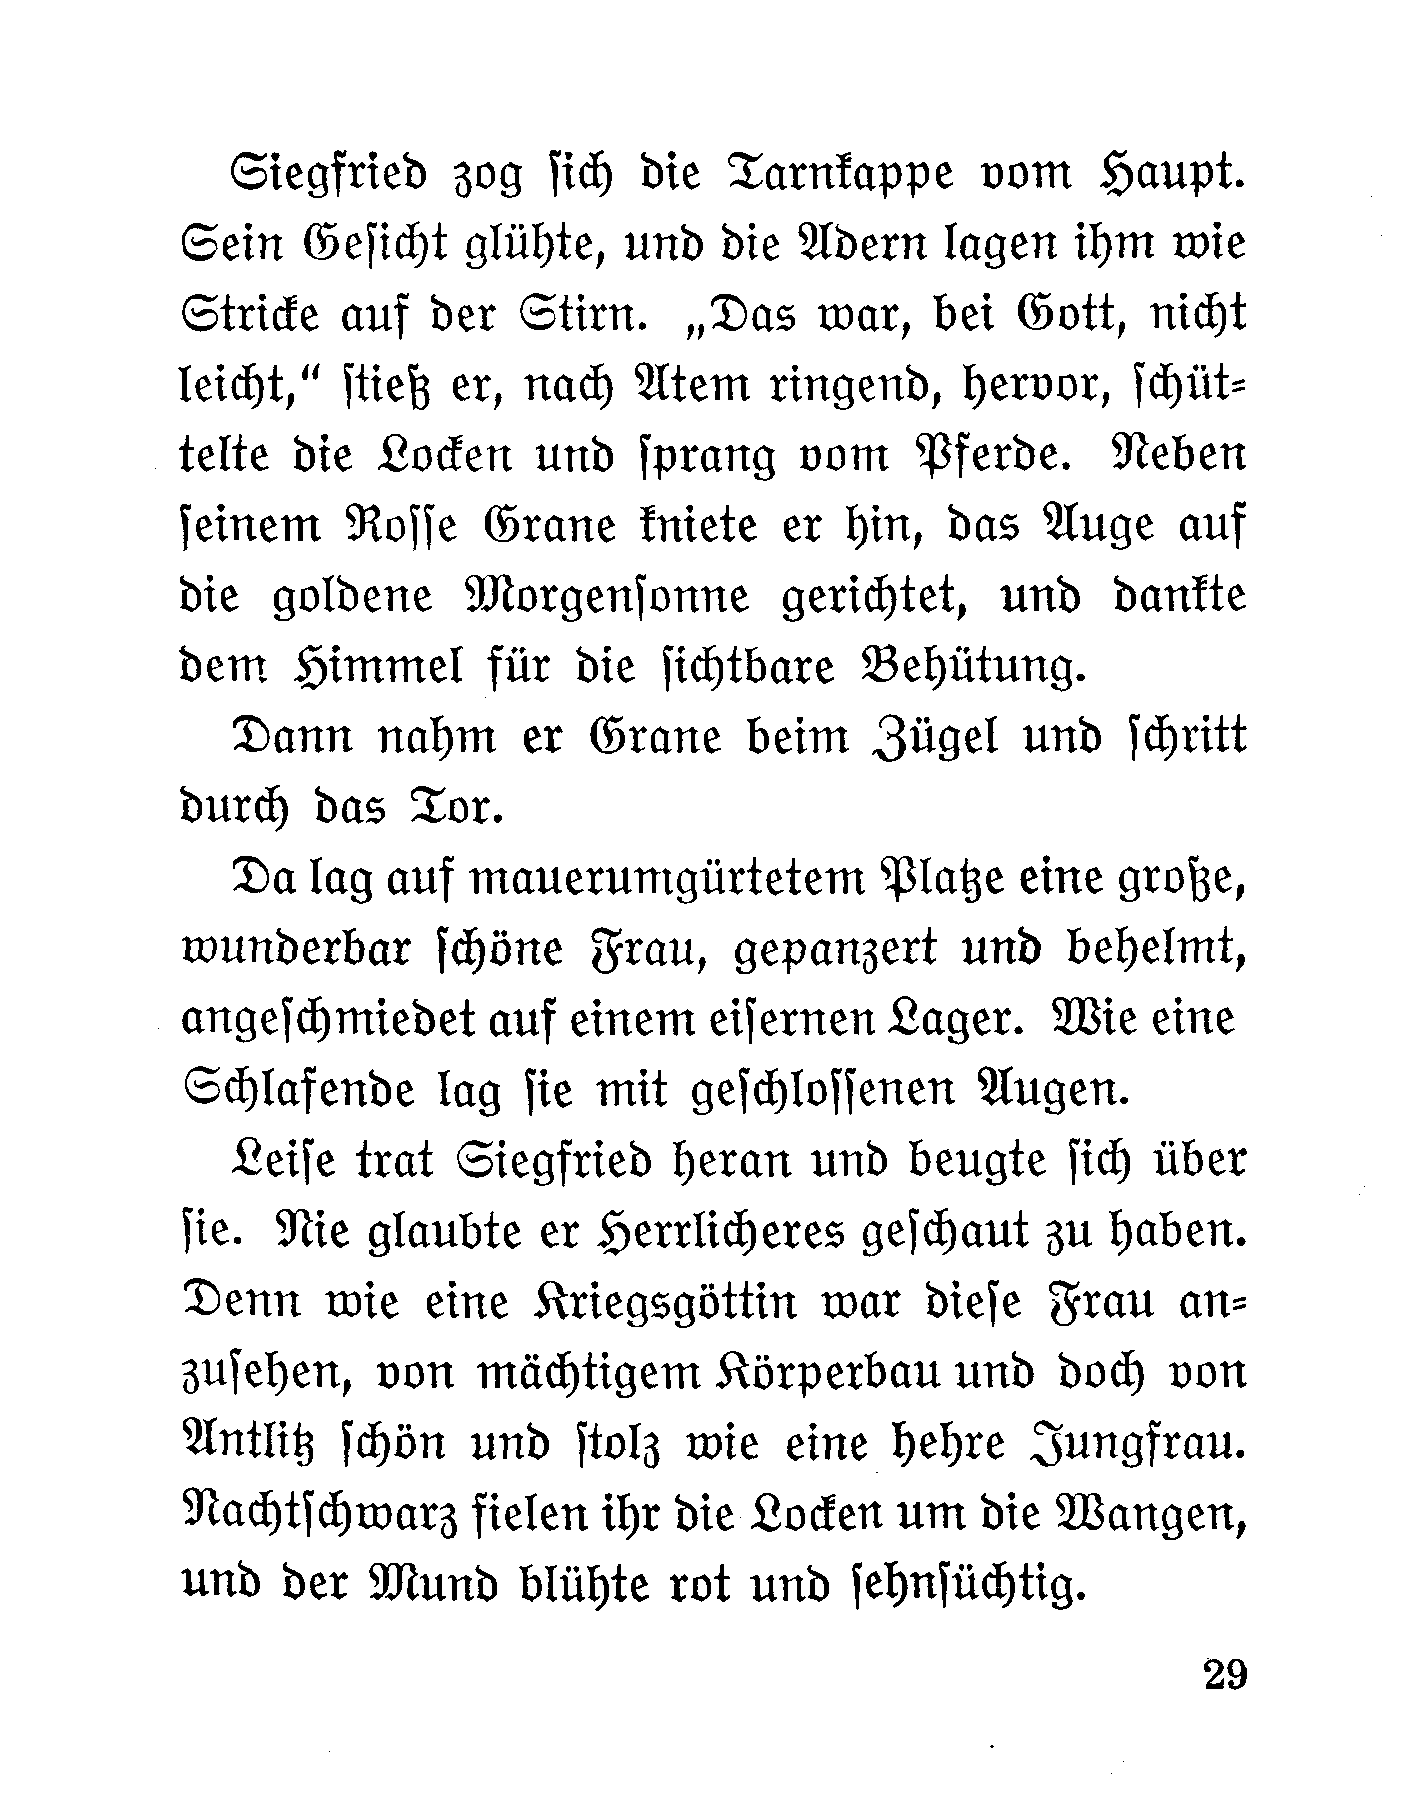 Siegfried zog ſich die Tarnkappe vom Haupt.
Sein Geſicht glühte, und die Adern lagen ihm wie
Stricke auf der Stirn. „Das war, bei Gott, nicht
leicht,“ ſtieß er, nach Atem ringend, hervor, ſchüt⸗
telte die Locken und ſprang vom Pferde. Neben
ſeinem Roſſe Grane kniete er hin, das Auge auf
die goldene Morgenſonne gerichtet, und dankte
dem Himmel für die ſichtbare Behütung.
Dann nahm er Grane beim Zügel und ſchritt
durch das Tor.
Da lag auf mauerumgürtetem Platze eine große,
wunderbar ſchöne Frau, gepanzert und behelmt,
angeſchmiedet auf einem eiſernen Lager. Wie eine
Schlafende lag ſie mit geſchloſſenen Augen.
Leiſe trat Siegfried heran und beugte ſich über
ſie. Nie glaubte er Herrlicheres geſchaut zu haben.
Denn wie eine Kriegsgöttin war dieſe Frau an⸗
zuſehen, von mächtigem Körperbau und doch von
Antlitz ſchön und ſtolz wie eine hehre Jungfrau.
Nachtſchwarz fielen ihr die Locken um die Wangen,
und der Mund blühte rot und ſehnſüchtig.
29